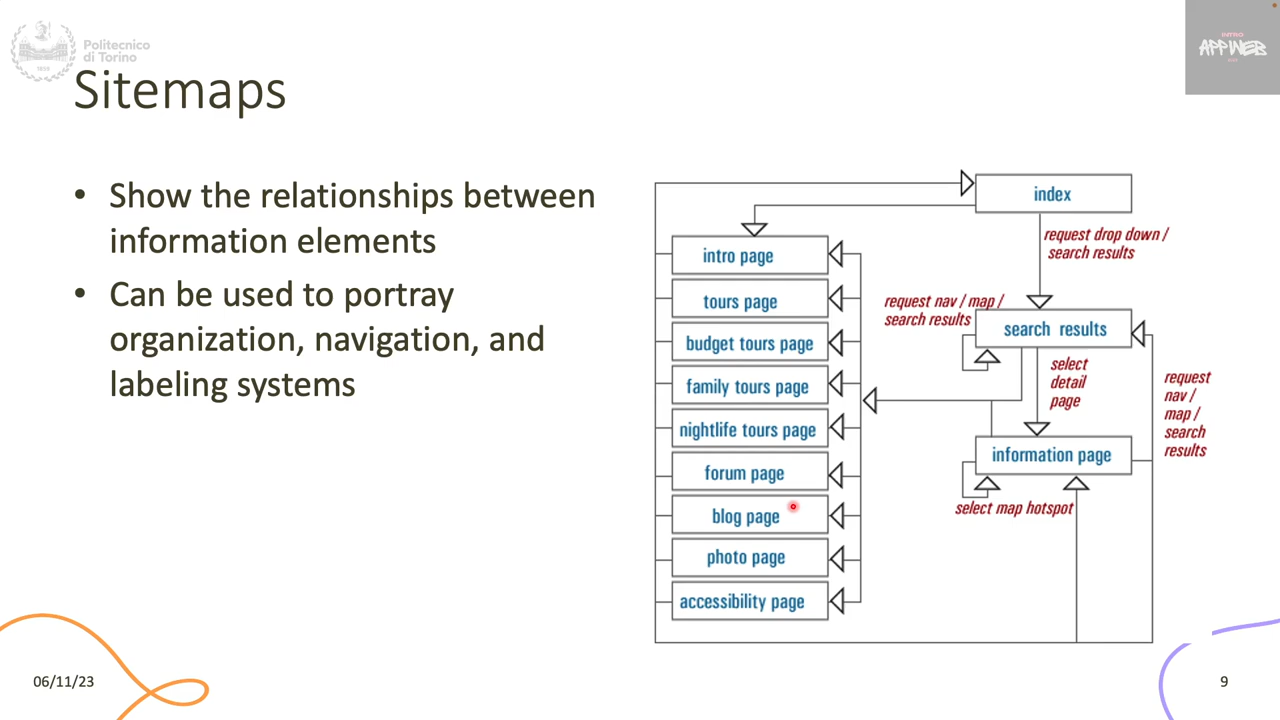 Politecnico
di Torino
1859
INTRO
APPWEB
Sitemaps
• Show the relationships between
information elements
• Can be used to portray
organization, navigation, and
labeling systems
index
request drop down /
search results
intro page
tours page
budget tours page
family tours page
nightlife tours page
forum page
blog page
photo page
accessibility page
request nav / map /
search results
search results
select
detail
page
request
nav /
map /
search
results
information page
select map hotspot
06/11/23
9